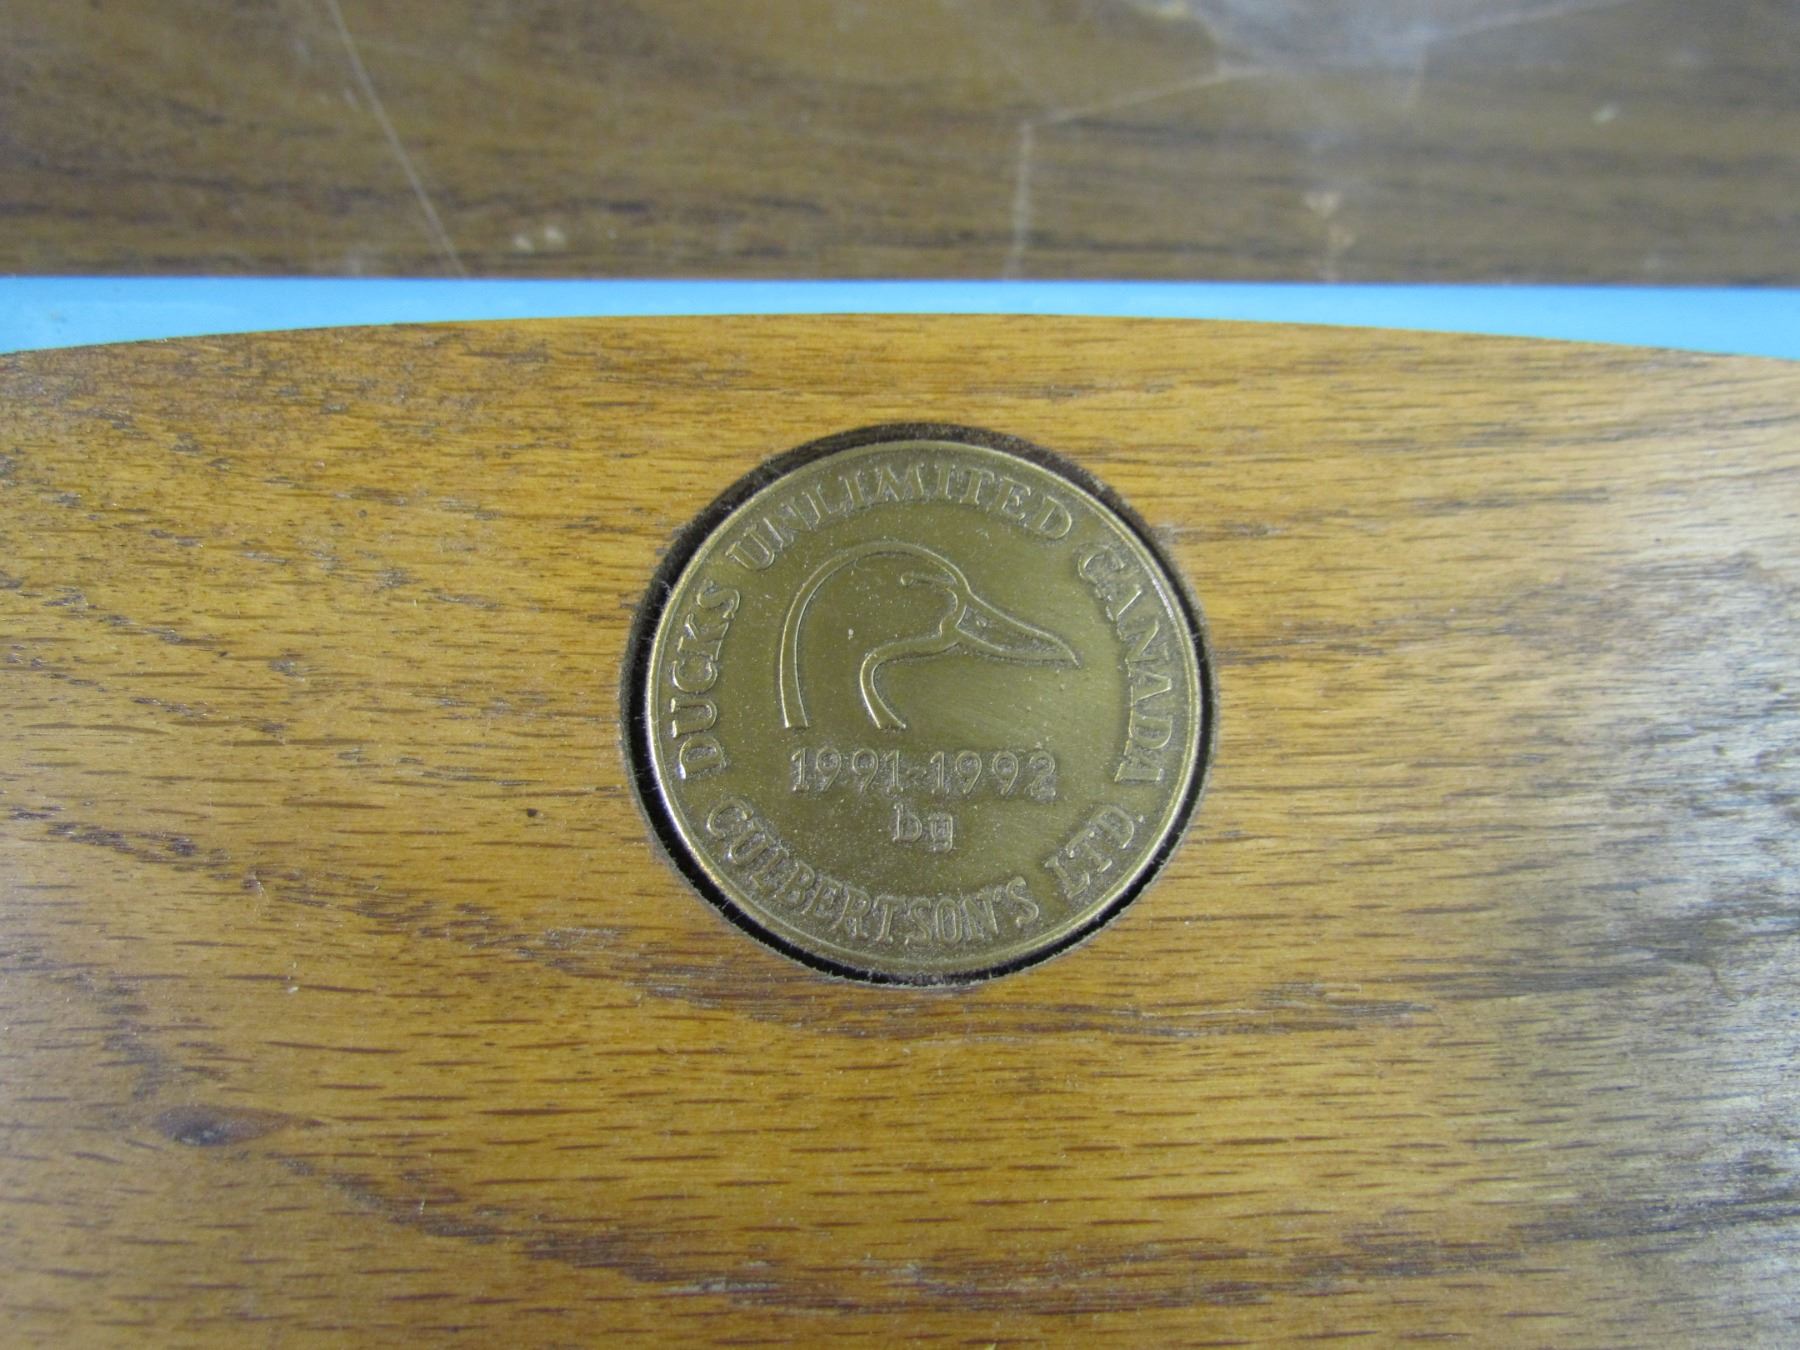 DUCKS UNLIMITED CANADA
1991-1992
by
CULBERTSON'S LTD.